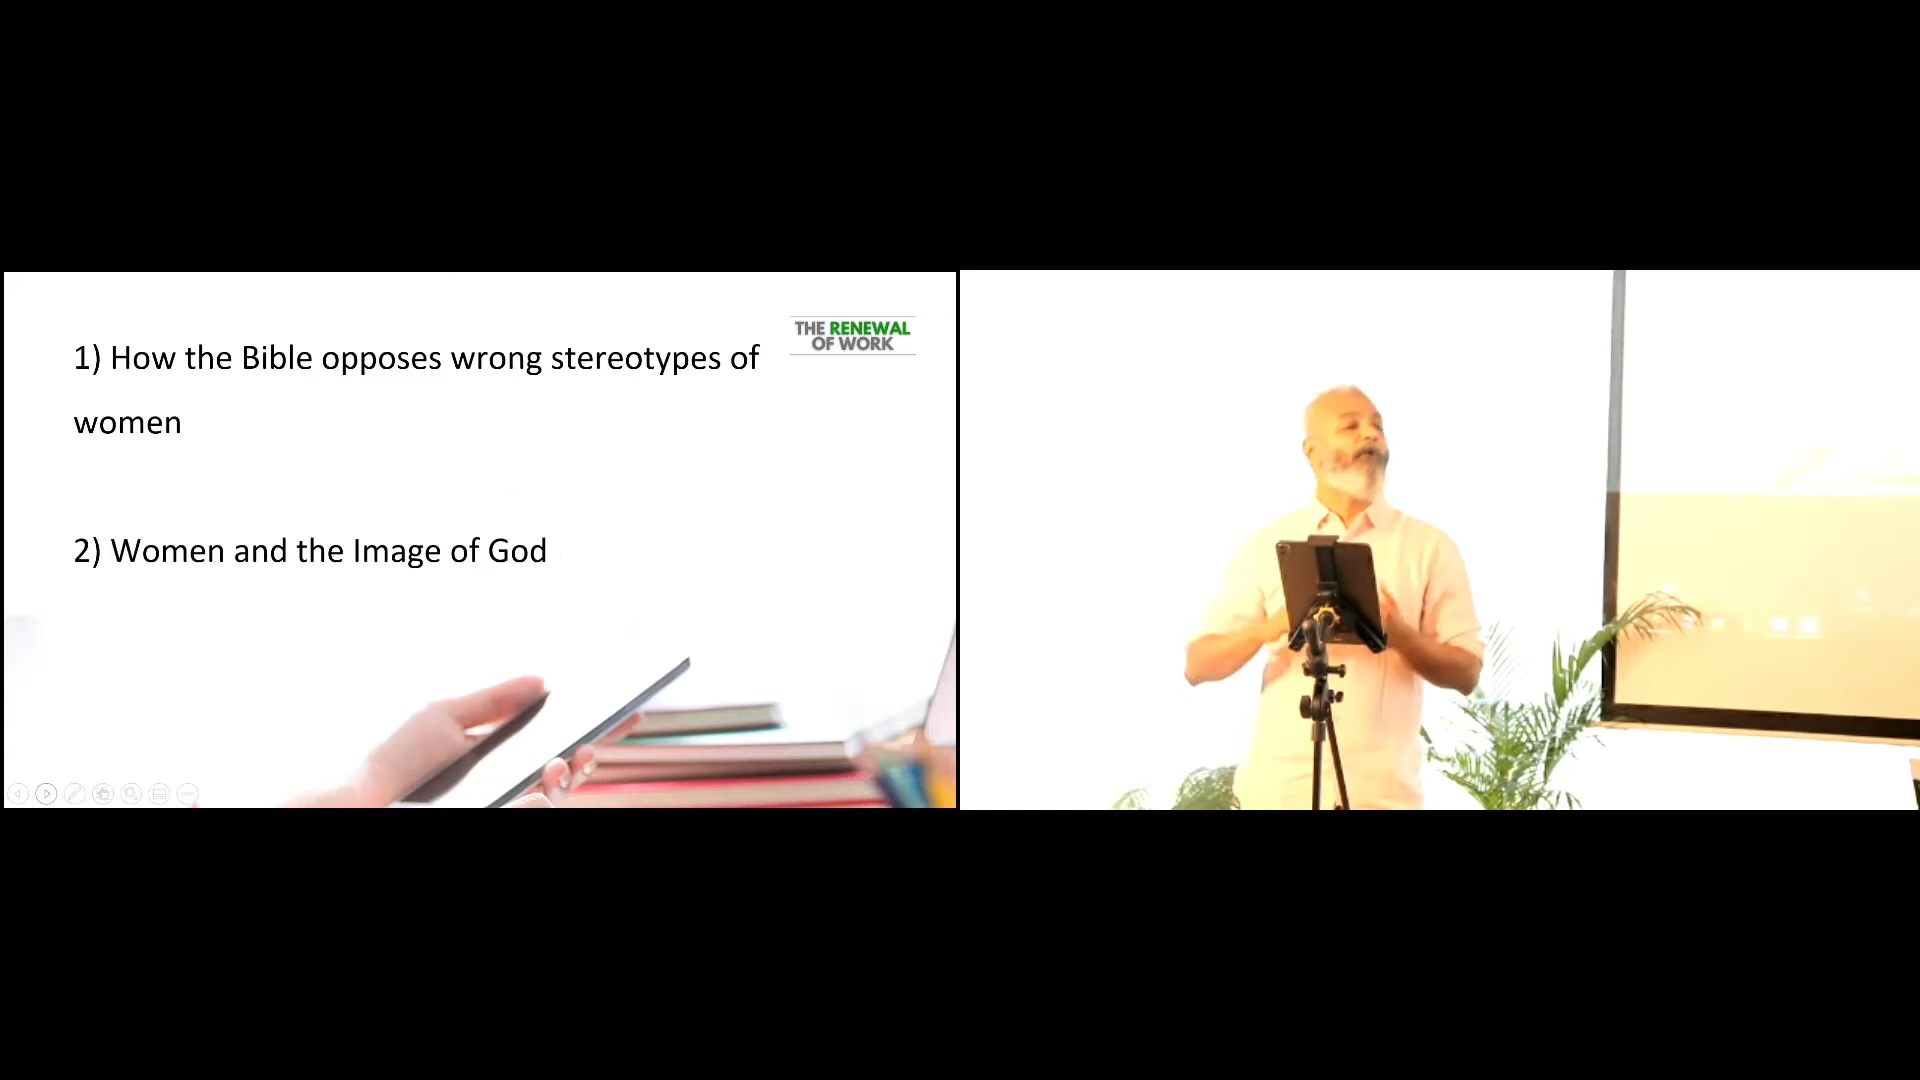 1) How the Bible opposes wrong stereotypes of
women
2) Women and the Image of God
THE RENEWAL
OF WORK